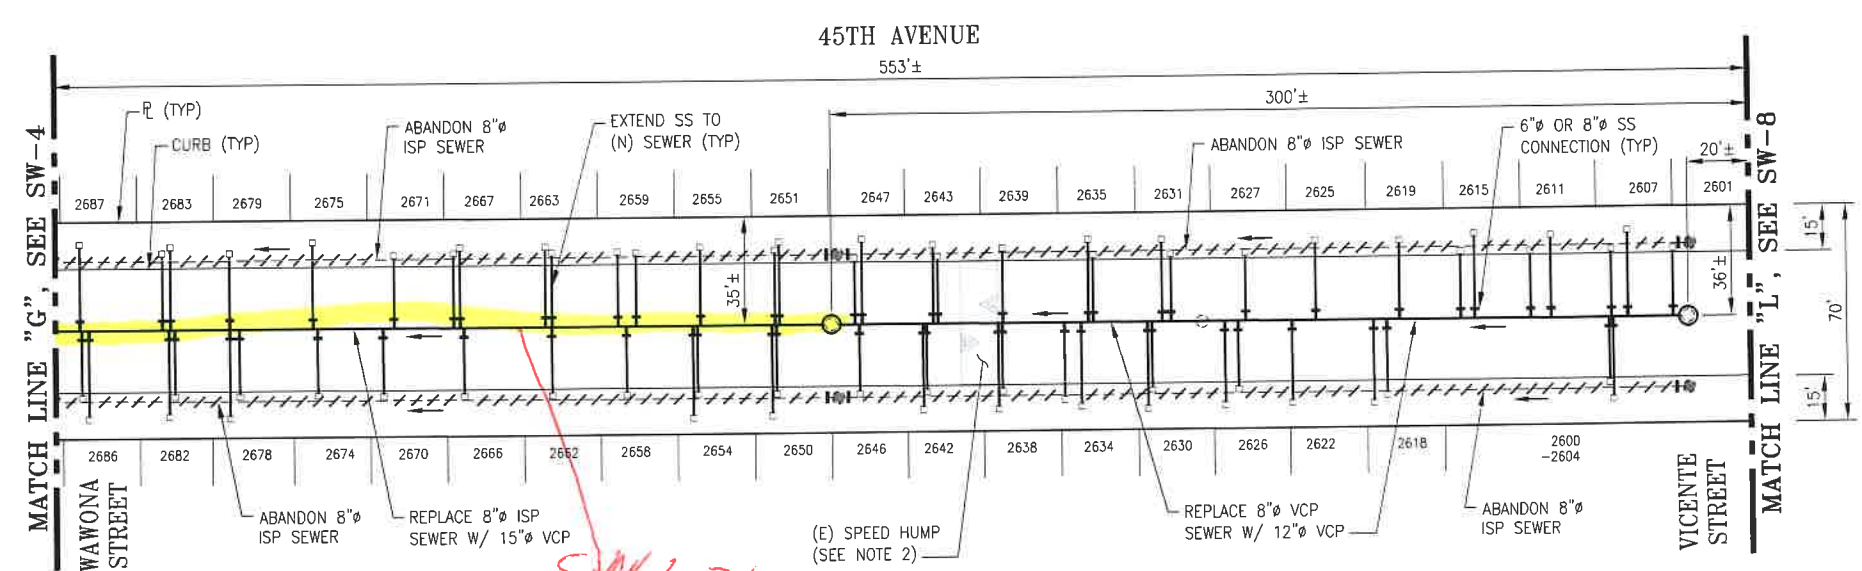 45TH AVENUE
553'±
300'±
℄ (TYP)
CURB (TYP)
ABANDON 8"ø
ISP SEWER
EXTEND SS TO
(N) SEWER (TYP)
ABANDON 8"ø ISP SEWER
6"ø OR 8"ø SS
CONNECTION (TYP)
20'±
2687 2683 2679 2675 2671 2667 2663 2659 2655 2651 2647 2643 2639 2635 2631 2627 2625 2619 2615 2611 2607 2601
35'±
36'±
15'
70'
15'
MATCH LINE "G", SEE SW-4
MATCH LINE "L", SEE SW-8
2686 2682 2678 2674 2670 2666 2662 2658 2654 2650 2646 2642 2638 2634 2630 2626 2622 2618 2600
-2604
WAWONA
STREET
ABANDON 8"ø
ISP SEWER
REPLACE 8"ø ISP
SEWER W/ 15"ø VCP
(E) SPEED HUMP
(SEE NOTE 2)
REPLACE 8"ø VCP
SEWER W/ 12"ø VCP
ABANDON 8"ø
ISP SEWER
VICENTE
STREET